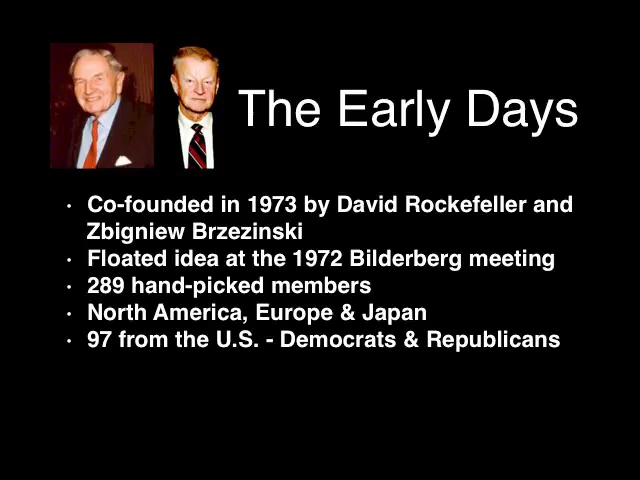 The Early Days
• Co-founded in 1973 by David Rockefeller and
Zbigniew Brzezinski
• Floated idea at the 1972 Bilderberg meeting
• 289 hand-picked members
• North America, Europe & Japan
• 97 from the U.S. - Democrats & Republicans